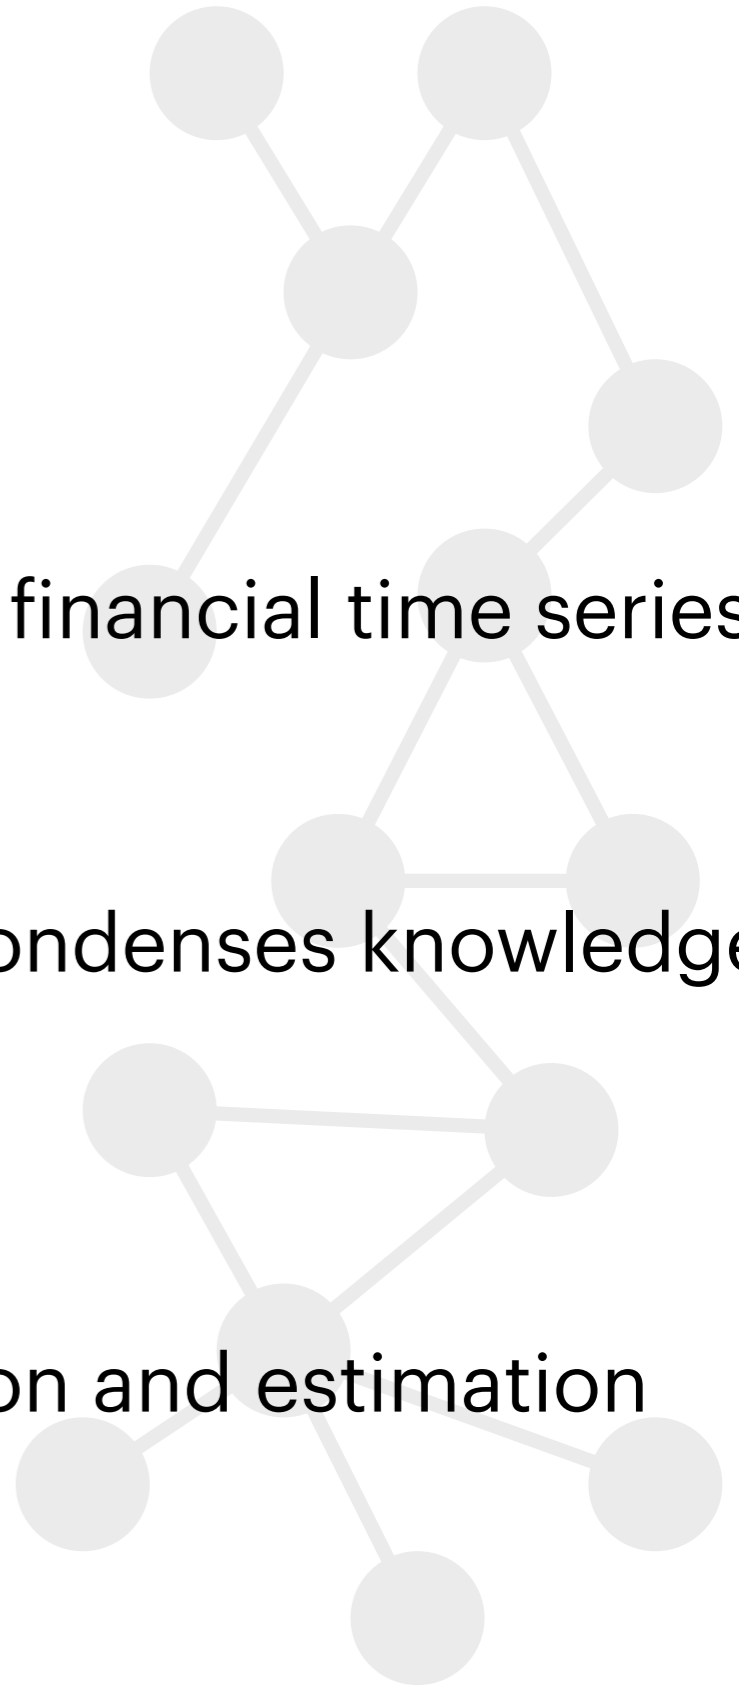 financial time series
ondenses knowledge
on and estimation